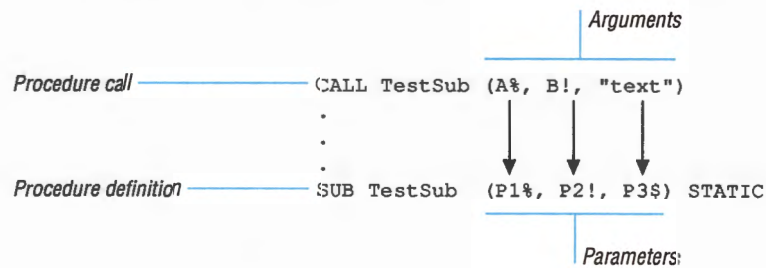 Arguments
Procedure call CALL TestSub (A%, B!, "text")
.
.
.
Procedure definition SUB TestSub (P1%, P2!, P3$) STATIC
Parameters